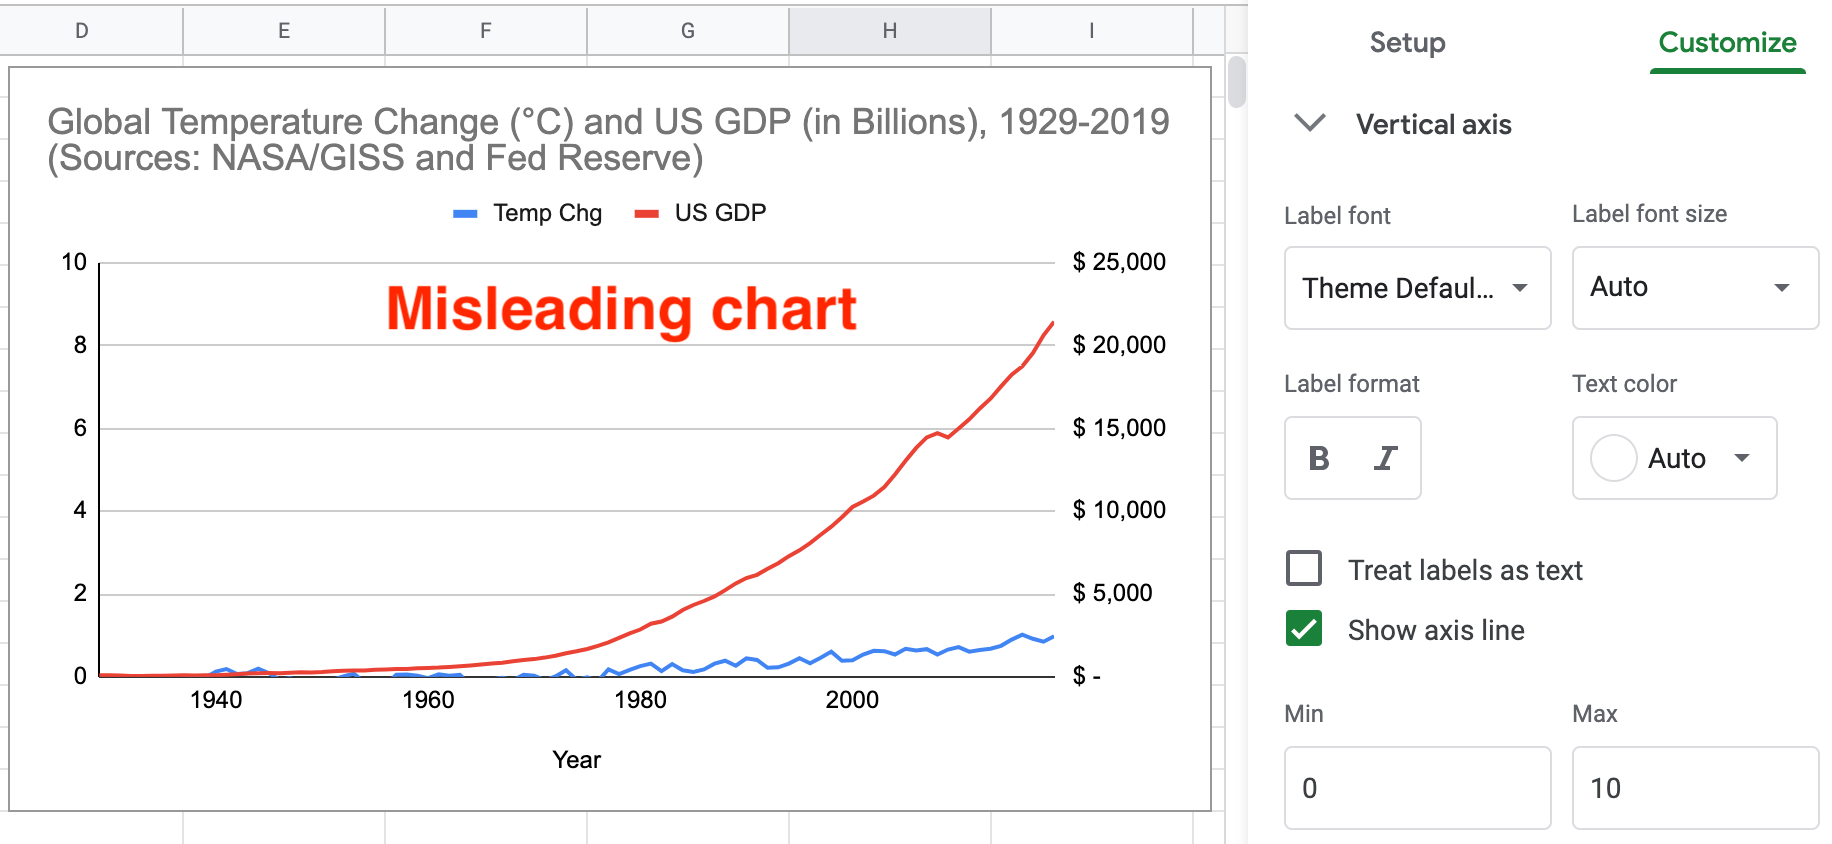 D E F G H I
Global Temperature Change (°C) and US GDP (in Billions), 1929-2019
(Sources: NASA/GISS and Fed Reserve)
Temp Chg US GDP
Misleading chart
10 $ 25,000
8 $ 20,000
6 $ 15,000
4 $ 10,000
2 $ 5,000
0 $ -
1940 1960 1980 2000
Year
Setup Customize
Vertical axis
Label font Label font size
Theme Defaul... Auto
Label format Text color
B I Auto
Treat labels as text
Show axis line
Min Max
0 10